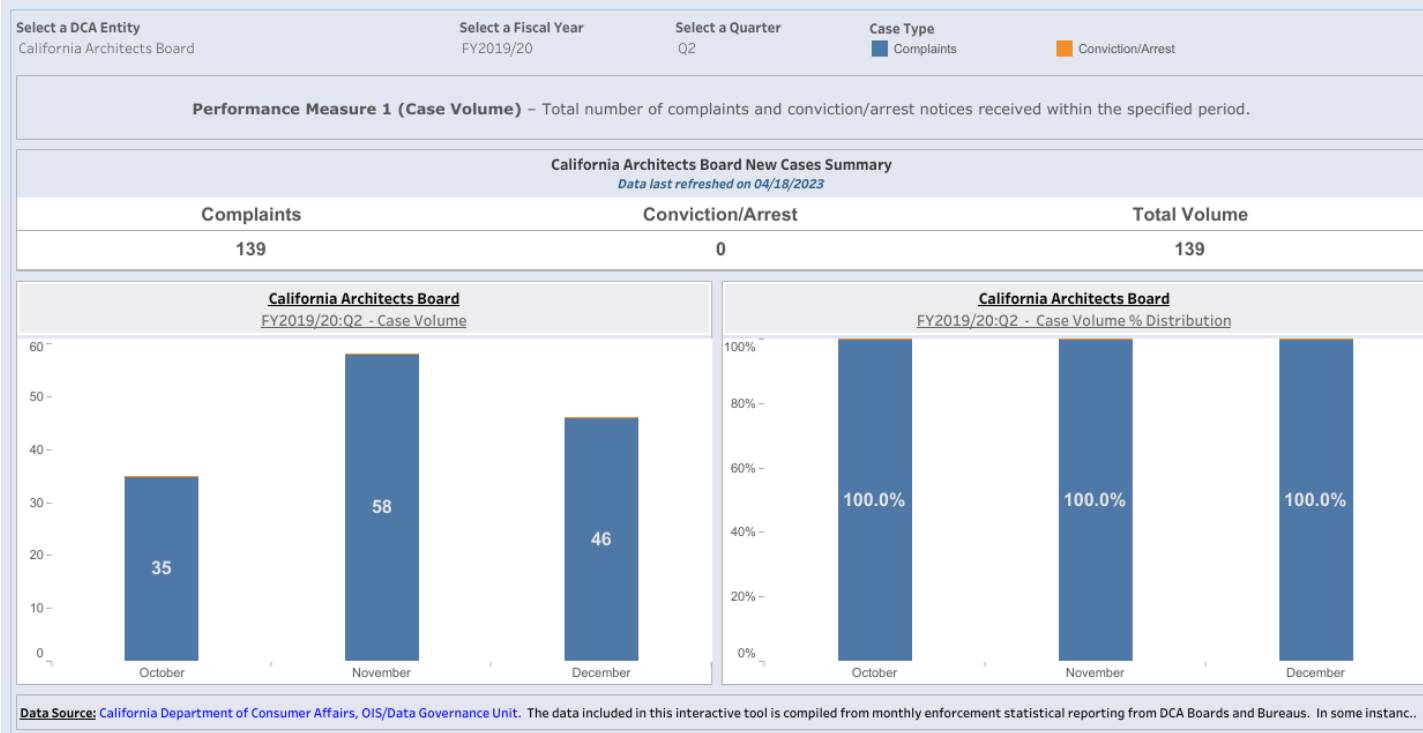 Select a DCA Entity
California Architects Board
Select a Fiscal Year
FY2019/20
Select a Quarter
Q2
Case Type
Complaints
Conviction/Arrest
Performance Measure 1 (Case Volume) – Total number of complaints and conviction/arrest notices received within the specified period.
California Architects Board New Cases Summary
Data last refreshed on 04/18/2023
Complaints Conviction/Arrest Total Volume
139 0 139
California Architects Board
FY2019/20:Q2 - Case Volume
60
50
40
30
20
10
0
35
58
46
October November December
California Architects Board
FY2019/20:Q2 - Case Volume % Distribution
100%
80%
60%
40%
20%
0%
100.0% 100.0% 100.0%
October November December
Data Source: California Department of Consumer Affairs, OIS/Data Governance Unit. The data included in this interactive tool is compiled from monthly enforcement statistical reporting from DCA Boards and Bureaus. In some instanc..